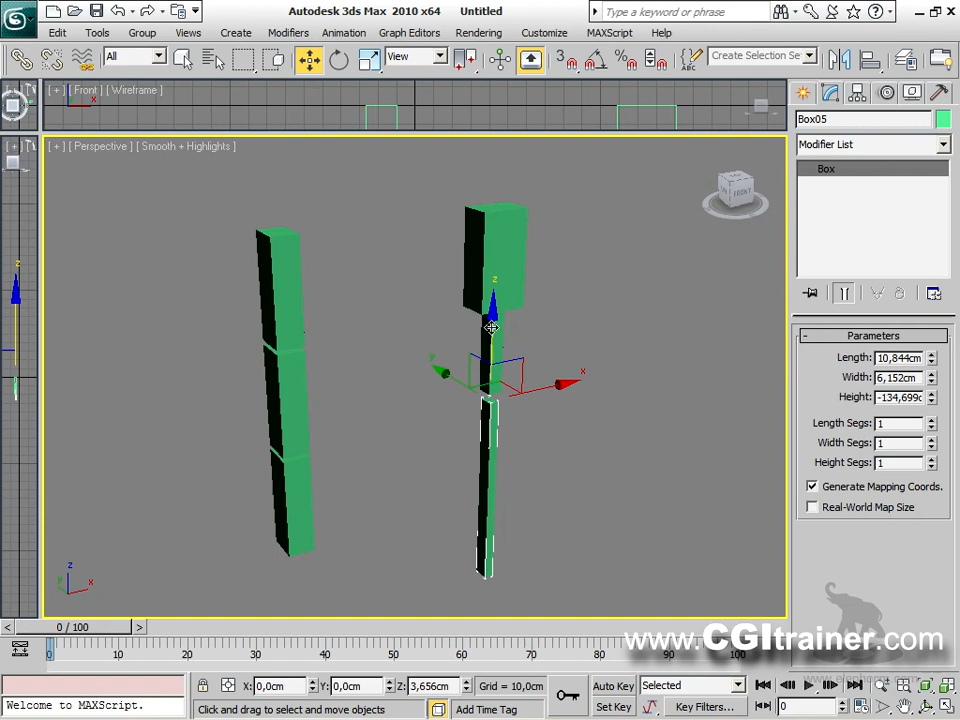 Autodesk 3ds Max 2010 x64 Untitled
Type a keyword or phrase
Edit Tools Group Views Create Modifiers Animation Graph Editors Rendering Customize MAXScript Help
All View Create Selection Se
[ + ] [ Front ] [ Wireframe ]
x
[ + ] [ Perspective ] [ Smooth + Highlights ]
Box05
Modifier List
Box
FRONT
z
z
y x
Parameters
Length: 10,844cm
Width: 6,152cm
Height: -134,699c
Length Segs: 1
Width Segs: 1
Height Segs: 1
Generate Mapping Coords.
Real-World Map Size
z
y x
0 / 100
www.CGItrainer.com
0 10 20 30 40 50 60 70 80 90
X: 0,0cm Y: 0,0cm Z: 3,656cm Grid = 10,0cm Auto Key Selected
Welcome to MAXScript. Click and drag to select and move objects Add Time Tag Set Key Key Filters... 0